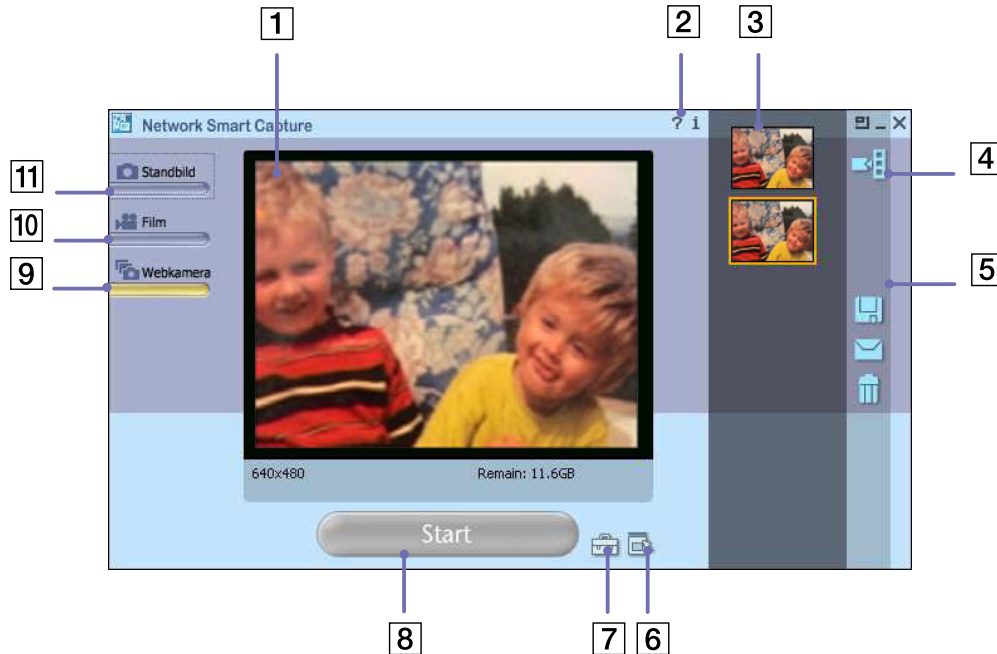 1
2
3
Network Smart Capture
? i
4
11
Standbild
10
Film
9
Webkamera
5
640x480
Remain: 11.6GB
Start
8
7
6